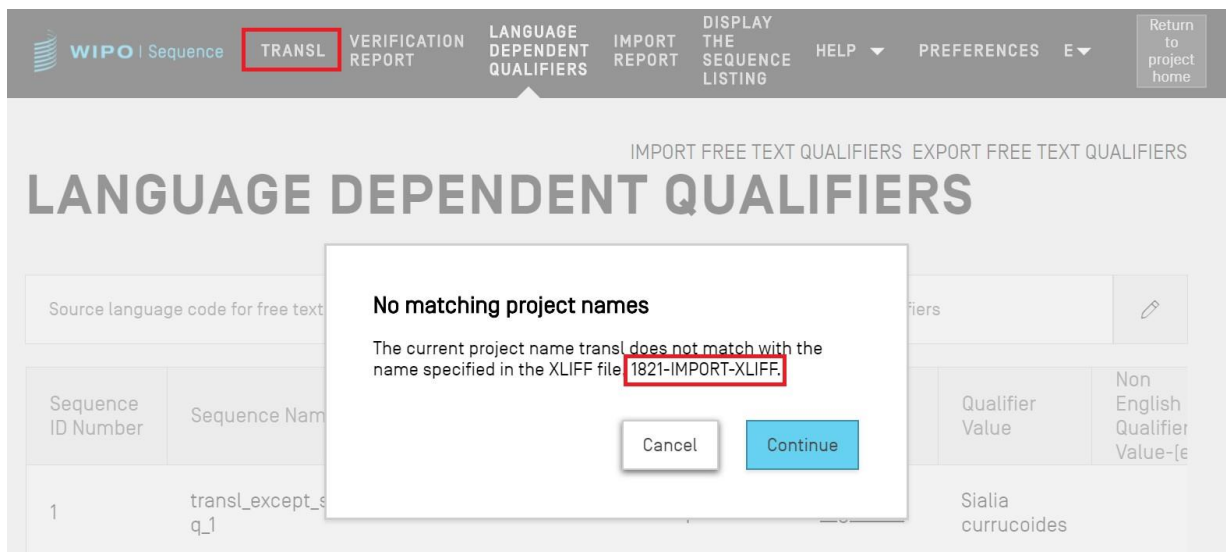 WIPO | Sequence
TRANSL
VERIFICATION
REPORT
LANGUAGE
DEPENDENT
QUALIFIERS
IMPORT
REPORT
DISPLAY
THE
SEQUENCE
LISTING
HELP
PREFERENCES
E
Return
to
project
home
IMPORT FREE TEXT QUALIFIERS EXPORT FREE TEXT QUALIFIERS
LANGUAGE DEPENDENT QUALIFIERS
Source language code for free text
fiers
No matching project names
The current project name transl does not match with the
name specified in the XLIFF file, 1821-IMPORT-XLIFF.
Cancel
Continue
Sequence
ID Number
Sequence Nam
Qualifier
Value
Non
English
Qualifier
Value-[e
1
transl_except_s
q_1
Sialia
currucoides